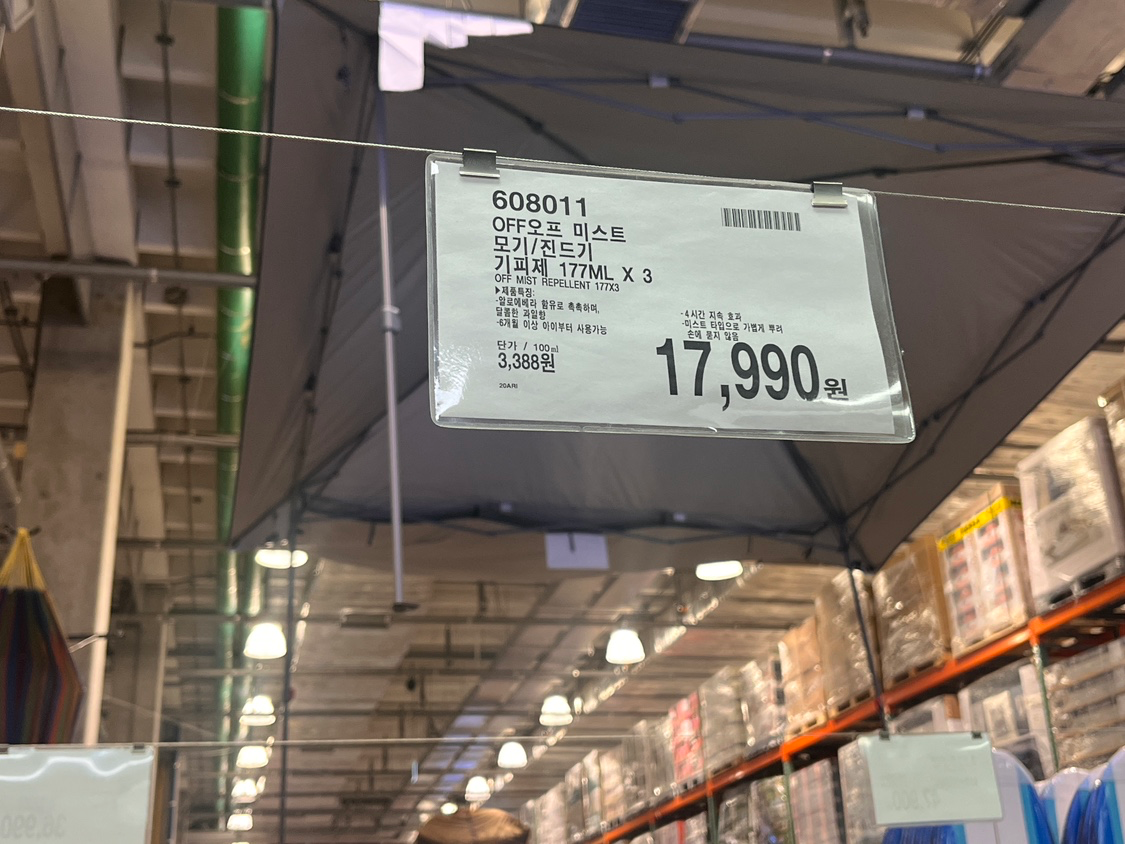 608011
OFF오프 미스트
모기/진드기
기피제 177ML X 3
OFF MIST REPELLENT 177X3
▶제품특징:
-알로에베라 함유로 촉촉하며,
달콤한 과일향
-6개월 이상 아이부터 사용가능
-4시간 지속 효과
-미스트 타입으로 가볍게 뿌려
손에 묻지 않음
단가 / 100㎖
3,388원
17,990원
20ARI